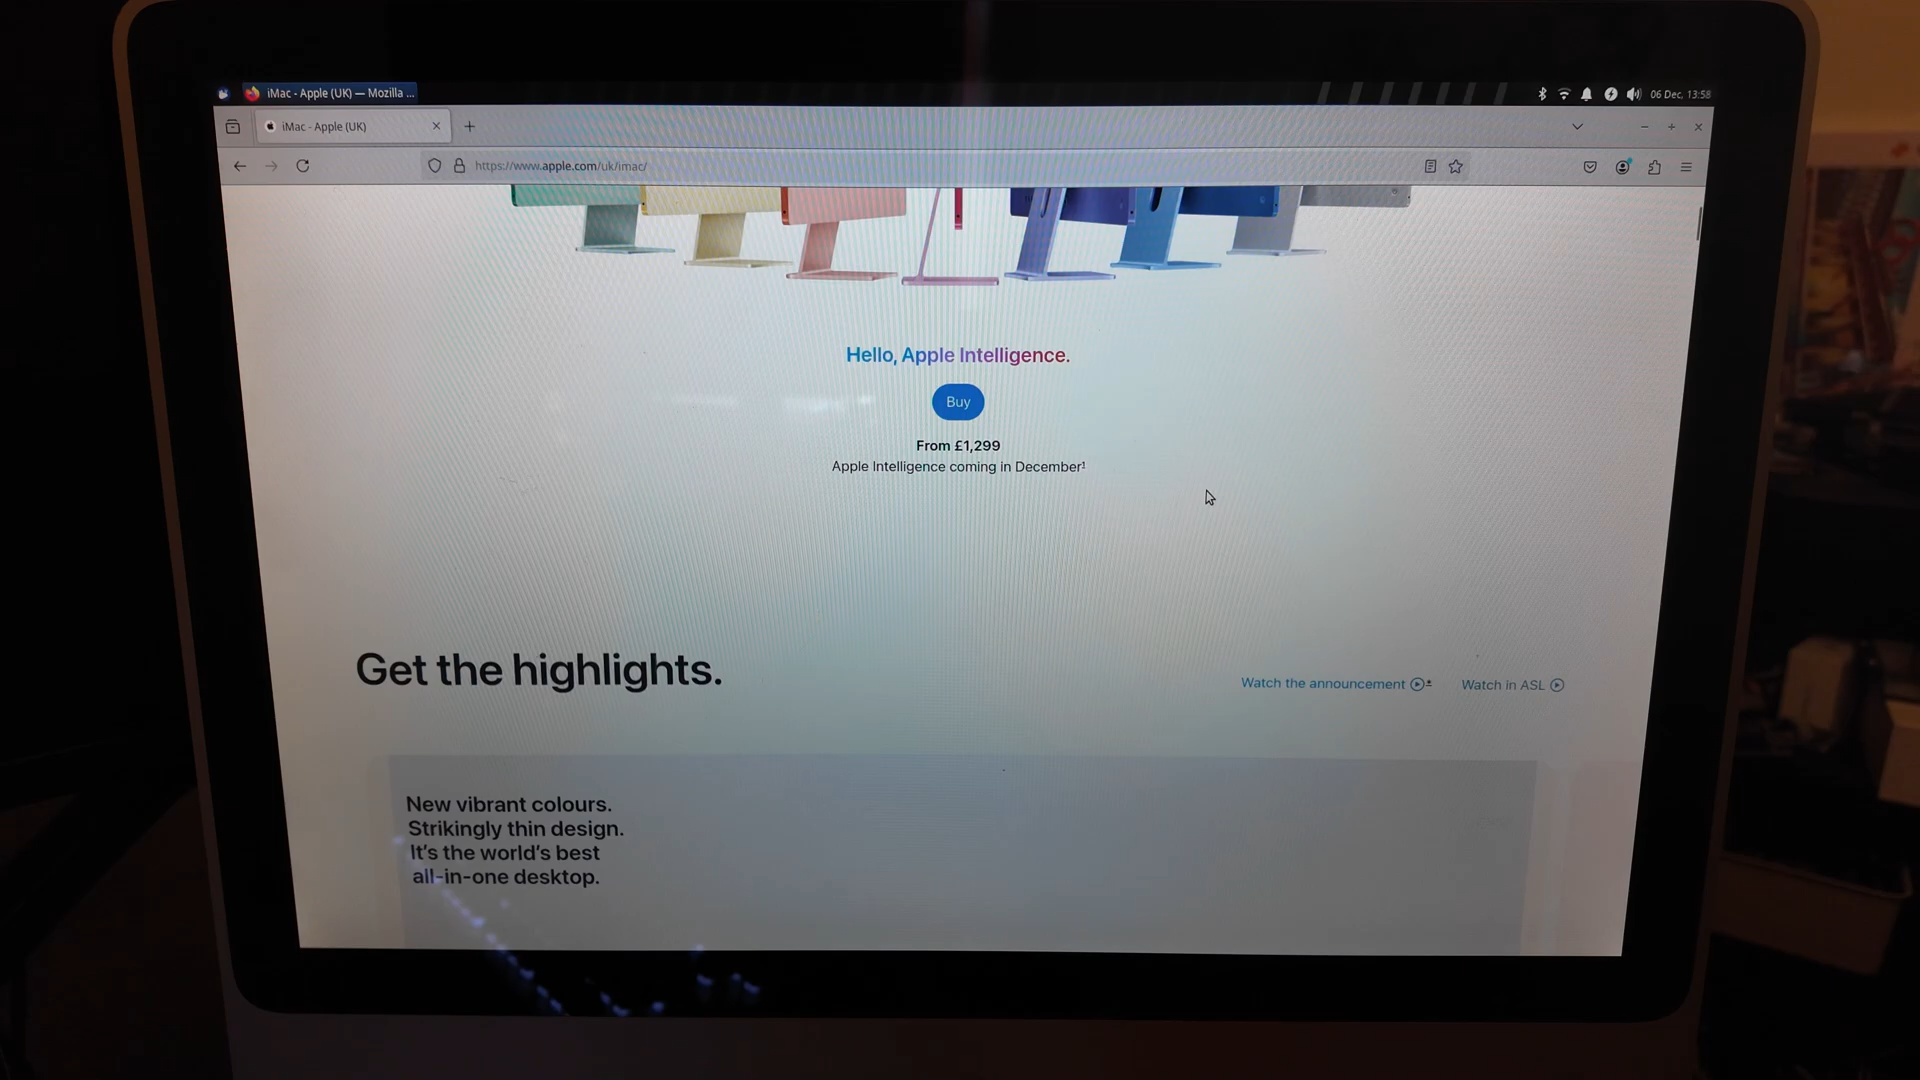 iMac - Apple (UK) — Mozilla ...
06 Dec, 13:58
iMac - Apple (UK)
https://www.apple.com/uk/imac/
Hello, Apple Intelligence.
Buy
From £1,299
Apple Intelligence coming in December¹
Get the highlights.
Watch the announcement
Watch in ASL
New vibrant colours.
Strikingly thin design.
It's the world's best
all-in-one desktop.